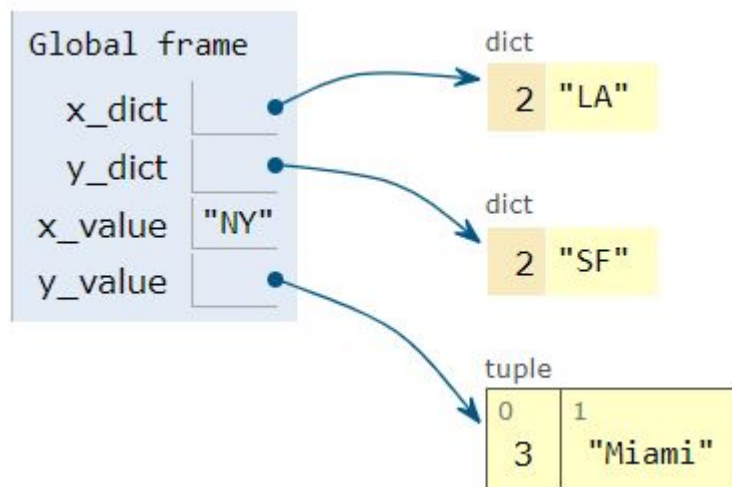 Global frame
x_dict
y_dict
x_value "NY"
y_value
dict
2 "LA"
dict
2 "SF"
tuple
0 1
3 "Miami"